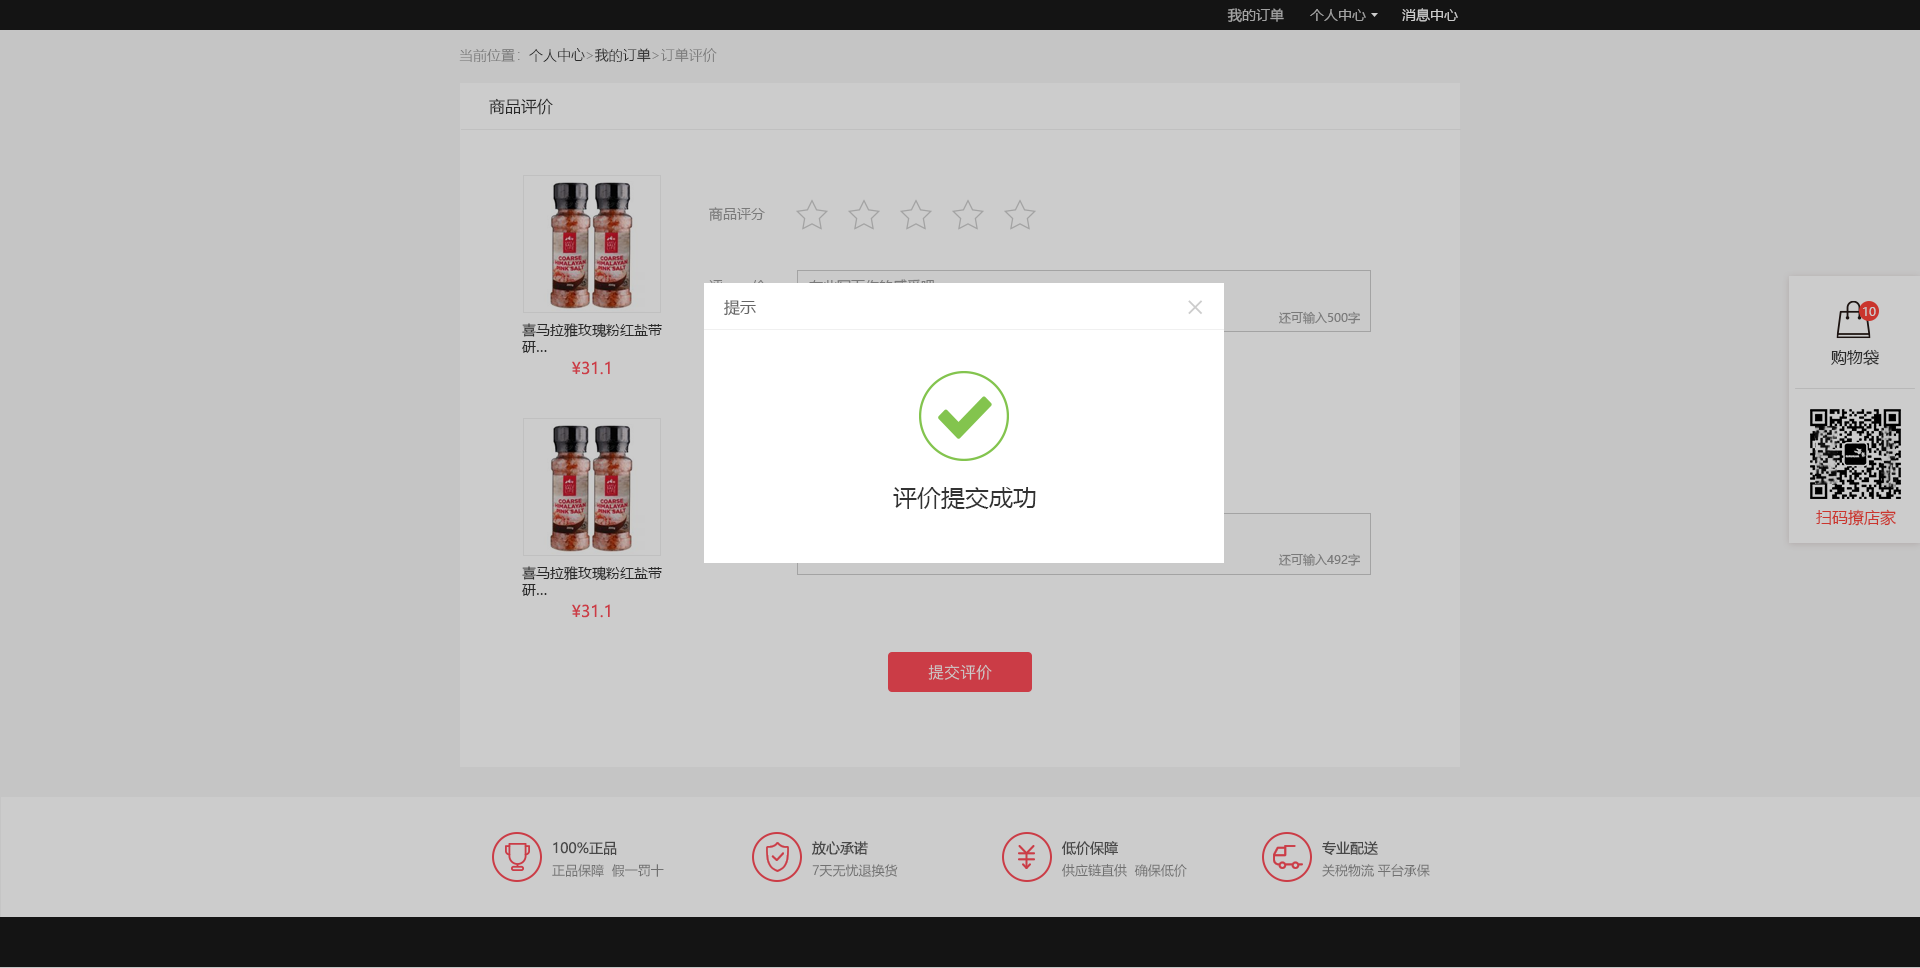 我的订单 个人中心 消息中心
当前位置：个人中心>我的订单>订单评价
商品评价
商品评分
还可输入500字
喜马拉雅玫瑰粉红盐带
研...
¥31.1
提示
评价提交成功
COARSE
HIMALAYAN
PINK SALT
COARSE
HIMALAYAN
PINK SALT
还可输入492字
喜马拉雅玫瑰粉红盐带
研...
¥31.1
COARSE
HIMALAYAN
PINK SALT
COARSE
HIMALAYAN
PINK SALT
提交评价
10
购物袋
扫码撩店家
100%正品
正品保障 假一罚十
放心承诺
7天无忧退换货
低价保障
供应链直供 确保低价
专业配送
关税物流 平台承保